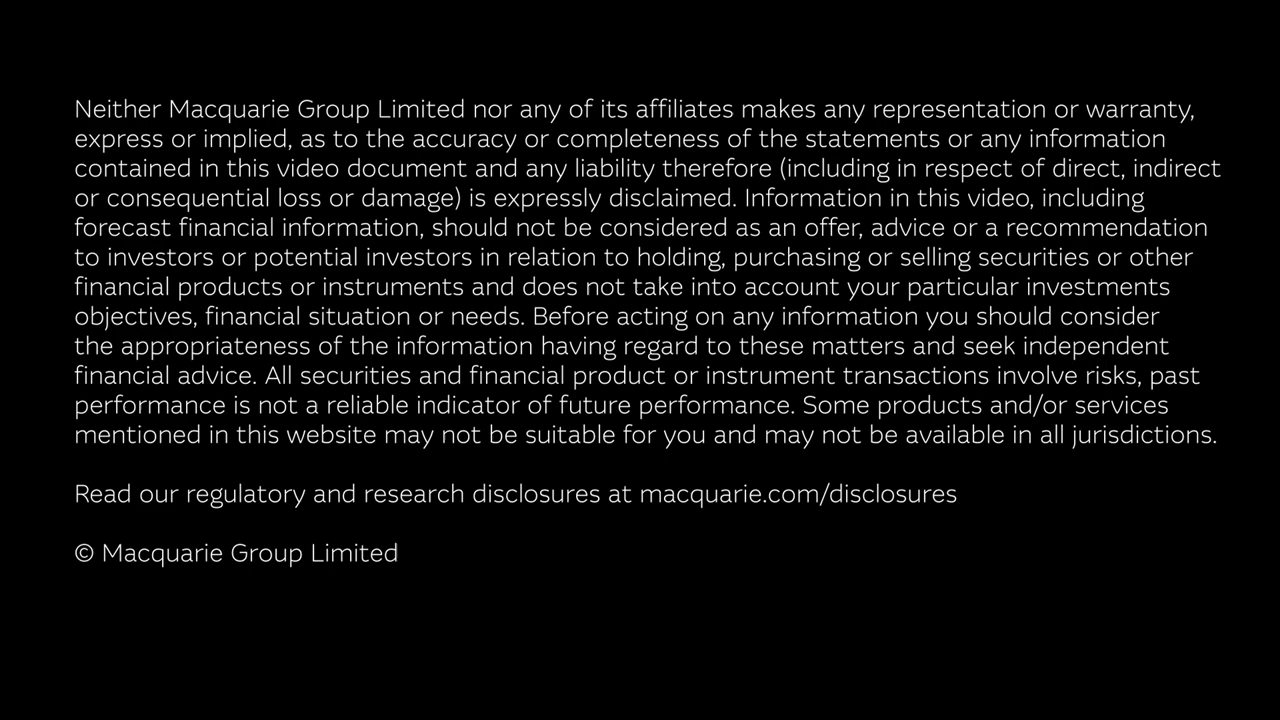 Neither Macquarie Group Limited nor any of its affiliates makes any representation or warranty,
express or implied, as to the accuracy or completeness of the statements or any information
contained in this video document and any liability therefore (including in respect of direct, indirect
or consequential loss or damage) is expressly disclaimed. Information in this video, including
forecast financial information, should not be considered as an offer, advice or a recommendation
to investors or potential investors in relation to holding, purchasing or selling securities or other
financial products or instruments and does not take into account your particular investments
objectives, financial situation or needs. Before acting on any information you should consider
the appropriateness of the information having regard to these matters and seek independent
financial advice. All securities and financial product or instrument transactions involve risks, past
performance is not a reliable indicator of future performance. Some products and/or services
mentioned in this website may not be suitable for you and may not be available in all jurisdictions.
Read our regulatory and research disclosures at macquarie.com/disclosures
© Macquarie Group Limited